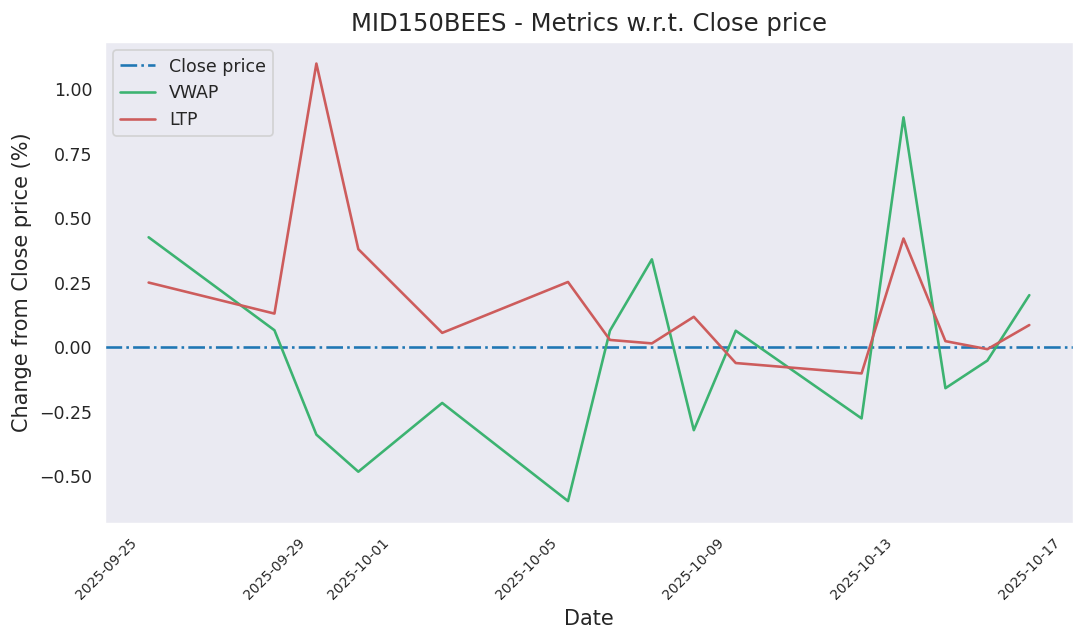 MID150BEES - Metrics w.r.t. Close price
Close price
VWAP
LTP
Change from Close price (%)
1.00
0.75
0.50
0.25
0.00
−0.25
−0.50
2025-09-25
2025-09-29
2025-10-01
2025-10-05
2025-10-09
2025-10-13
2025-10-17
Date